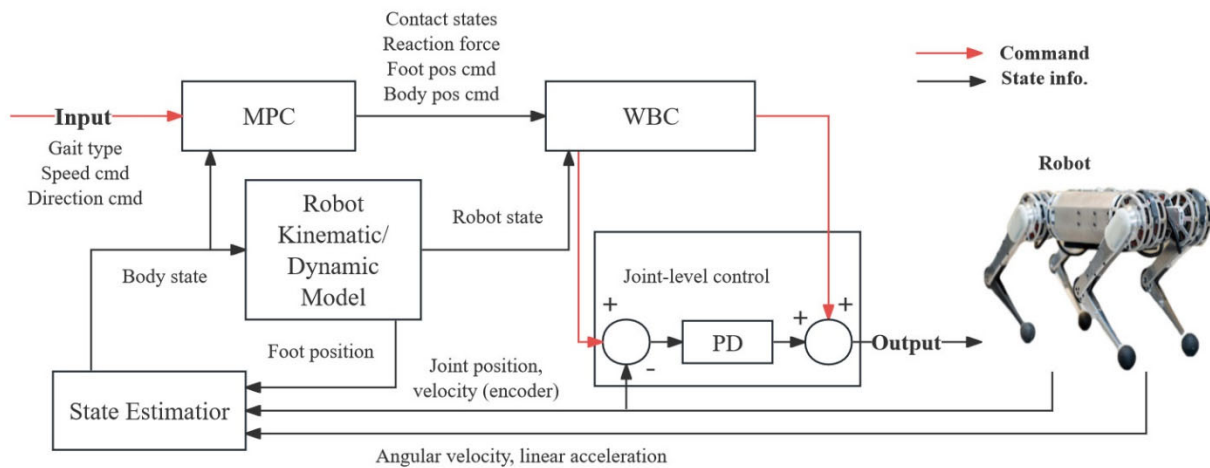 Contact states
Reaction force
Foot pos cmd
Body pos cmd
Command
State info.
Input
MPC
WBC
Gait type
Speed cmd
Direction cmd
Robot
Robot
Kinematic/
Dynamic
Model
Robot state
Body state
Joint-level control
+
+
+
-
PD
Output
Foot position
Joint position,
velocity (encoder)
State Estimatior
Angular velocity, linear acceleration